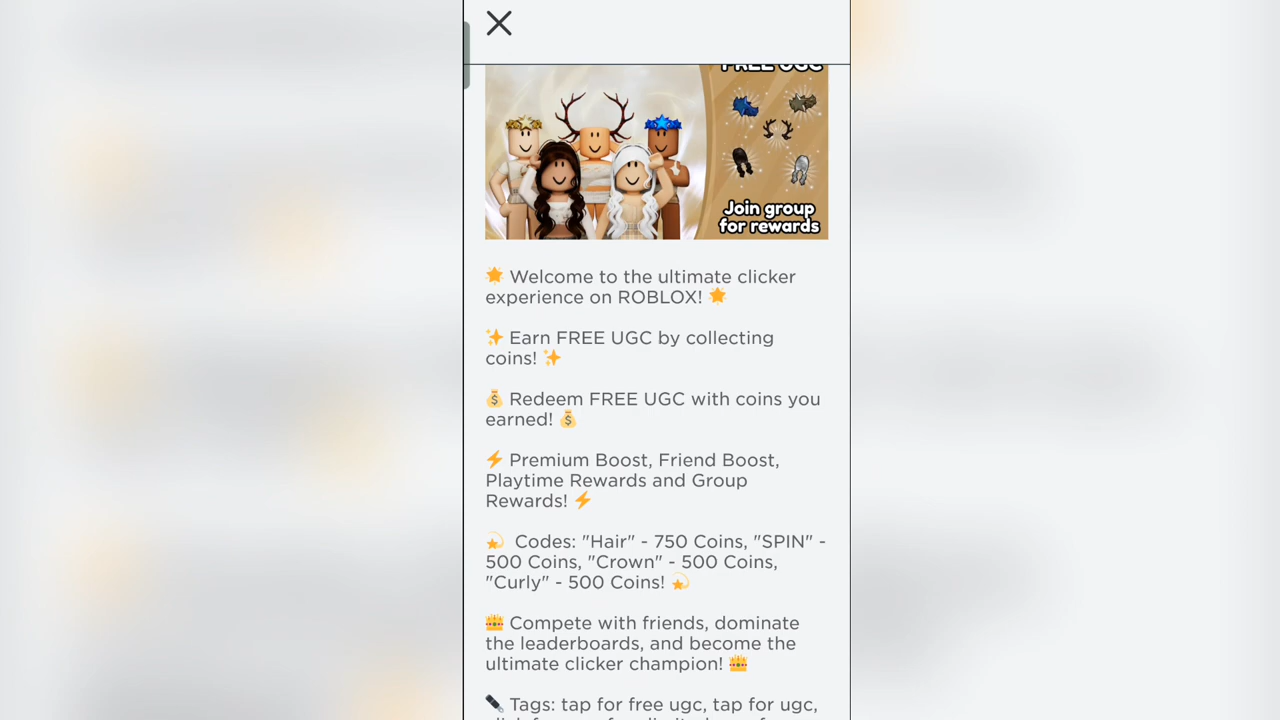 FREE UGC
Join group
for rewards
🌟 Welcome to the ultimate clicker
experience on ROBLOX! 🌟
✨ Earn FREE UGC by collecting
coins! ✨
💰 Redeem FREE UGC with coins you
earned! 💰
⚡ Premium Boost, Friend Boost,
Playtime Rewards and Group
Rewards! ⚡
💫 Codes: "Hair" - 750 Coins, "SPIN" -
500 Coins, "Crown" - 500 Coins,
"Curly" - 500 Coins! 💫
👑 Compete with friends, dominate
the leaderboards, and become the
ultimate clicker champion! 👑
✒️ Tags: tap for free ugc, tap for ugc,